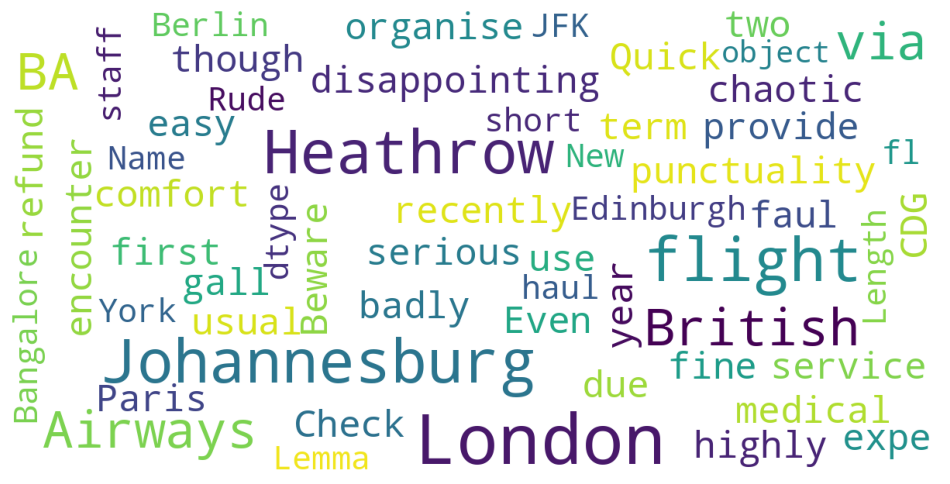 Berlin
organise
JFK
two
via
staff
though
Quick
object
BA
disappointing
chaotic
Rude
refund
easy
short
term
provide
Name
Heathrow
New
punctuality
fl
encounter
comfort
dtype
recently
Edinburgh
faul
CDG
first
Beware
serious
use
flight
Length
gall
haul
Bangalore
York
usual
badly
Even
year
British
Johannesburg
fine
service
Paris
due
Airways
Check
London
medical
Lemma
highly
expe